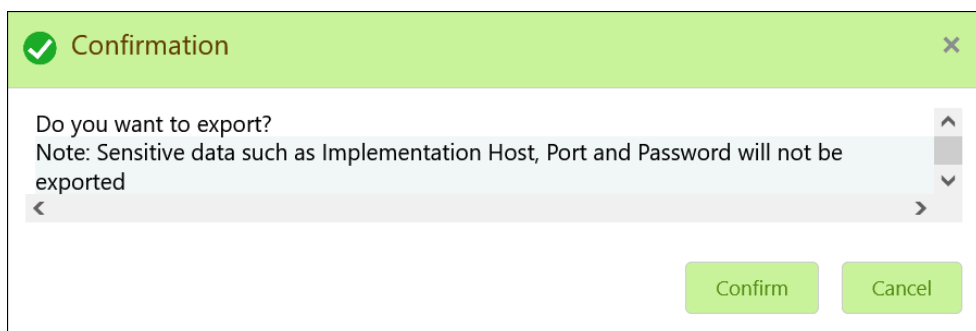 Confirmation
Do you want to export?
Note: Sensitive data such as Implementation Host, Port and Password will not be
exported
Confirm
Cancel